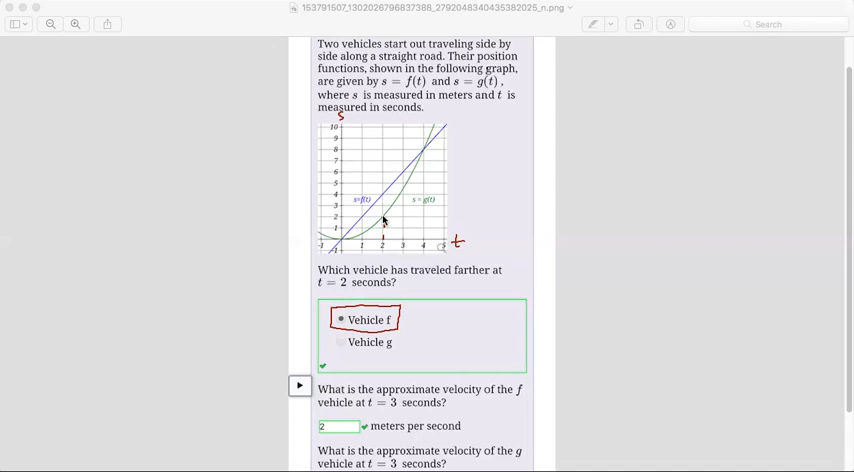 153791507_1302026796837388_2792048340435382025_n.png
Search
Two vehicles start out traveling side by
side along a straight road. Their position
functions, shown in the following graph,
are given by s = f(t) and s = g(t),
where s is measured in meters and t is
measured in seconds.
s
10
9
8
7
6
5
4
3
2
1
-1
s=f(t)
s = g(t)
-1 1 2 3 4 5
t
Which vehicle has traveled farther at
t = 2 seconds?
Vehicle f
Vehicle g
What is the approximate velocity of the f
vehicle at t = 3 seconds?
2 meters per second
What is the approximate velocity of the g
vehicle at t = 3 seconds?